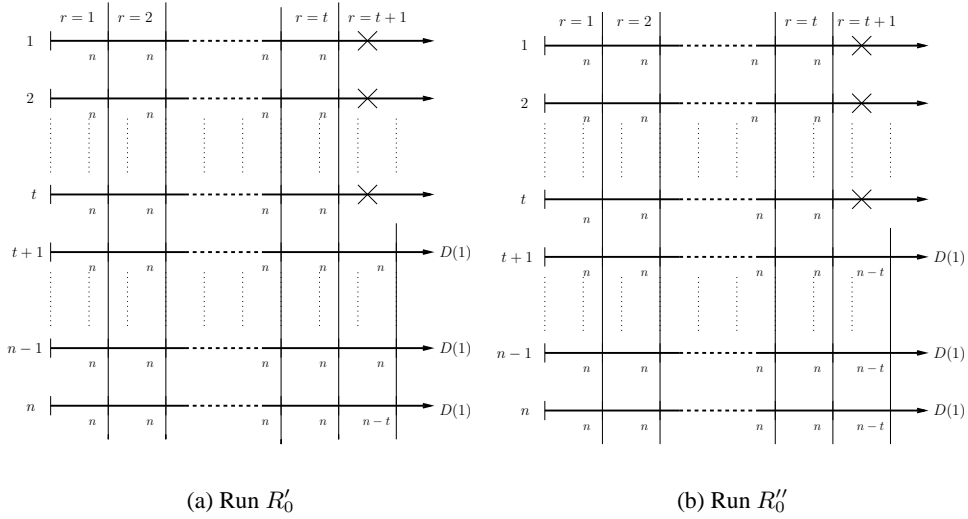 r = 1 r = 2 r = t r = t+1
1
n n n n
2
n n n n
t
n n n n
t+1 D(1)
n n n n n
n−1 D(1)
n n n n n
n D(1)
n n n n n−t
(a) Run R′₀
r = 1 r = 2 r = t r = t+1
1
n n n n
2
n n n n
t
n n n n
t+1 D(1)
n n n n n−t
n−1 D(1)
n n n n n−t
n D(1)
n n n n n−t
(b) Run R″₀